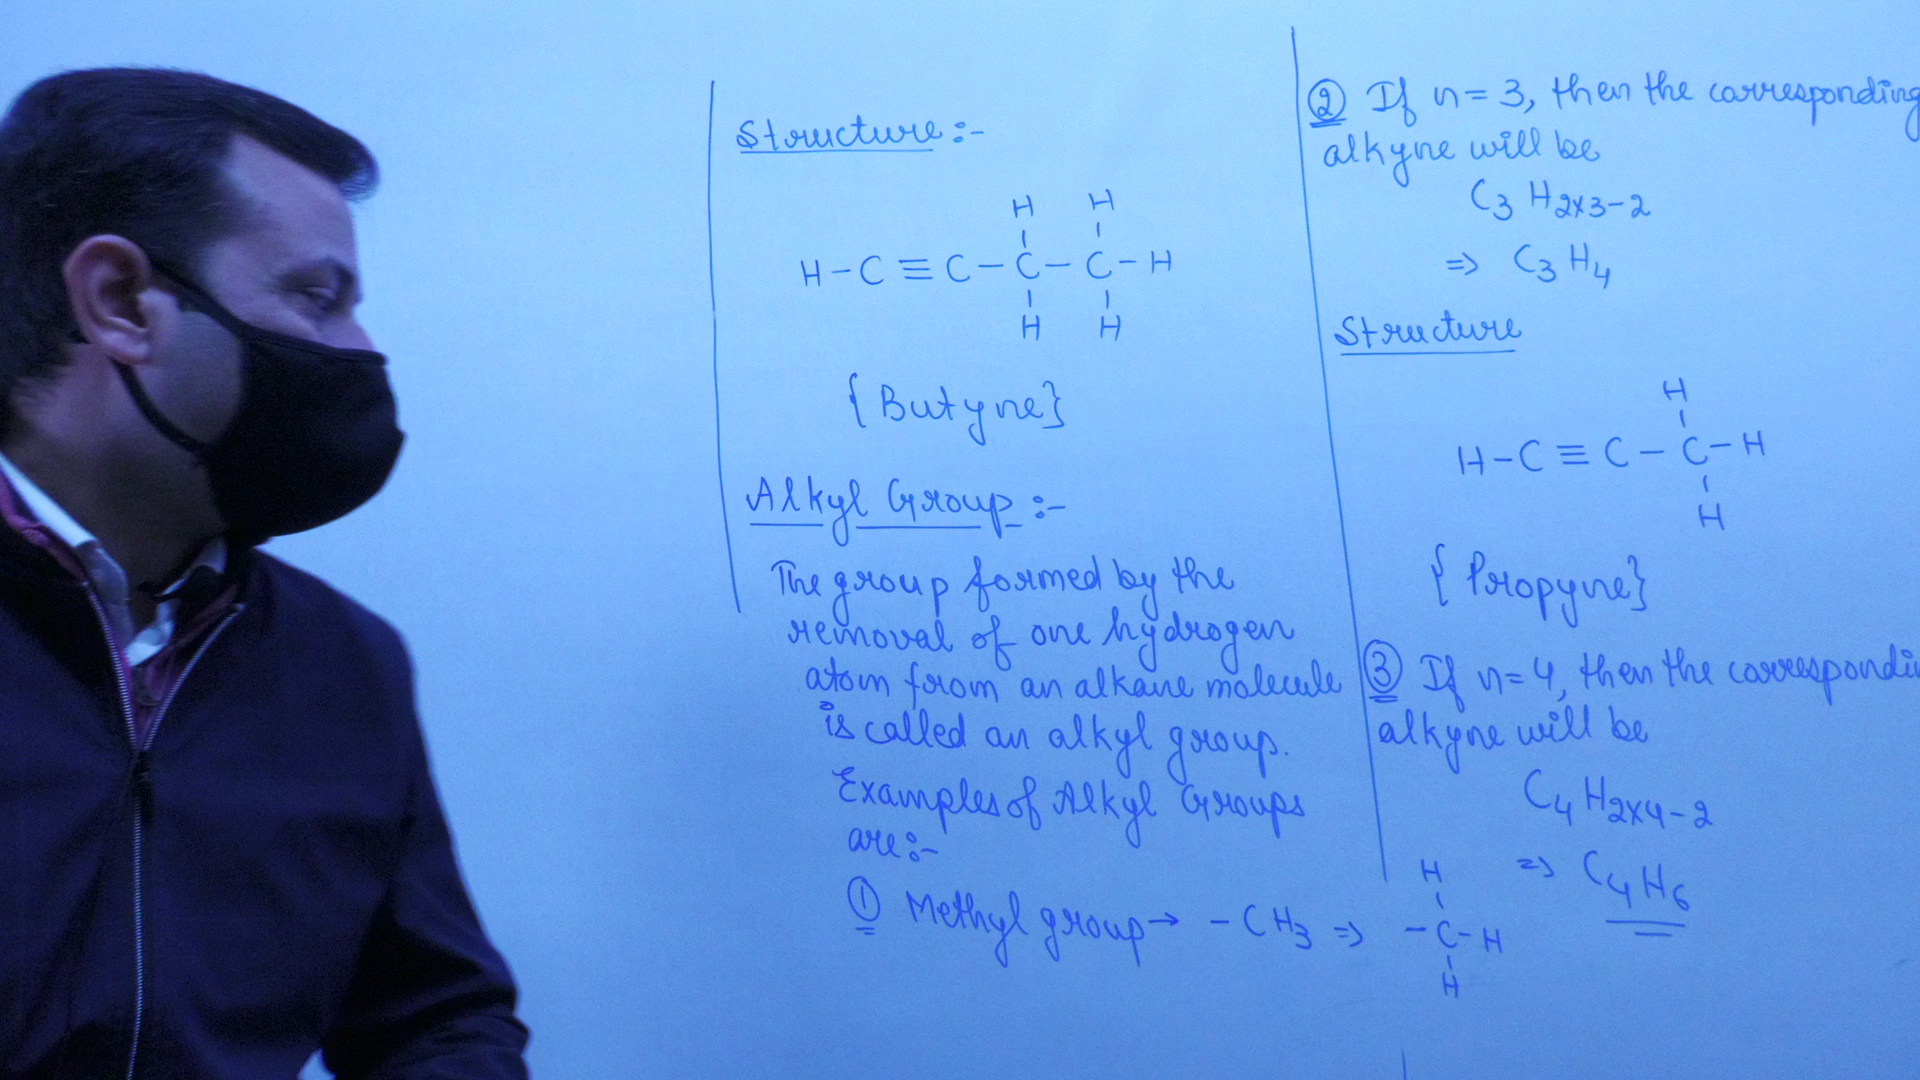 Structure:-
H H
H-C≡C-C-C-H
H H
{Butyne}
Alkyl Group:-
The group formed by the
removal of one hydrogen
atom from an alkane molecule
is called an alkyl group.
Examples of Alkyl Groups
are:-
① Methyl group→ -CH3 ⇒
H
-C-H
H
② If n=3, then the corresponding
alkyne will be
C3 H2x3-2
⇒ C3 H4
Structure
H
H-C≡C-C-H
H
{Propyne}
③ If n=4, then the correspondi
alkyne will be
C4 H2x4-2
⇒ C4H6